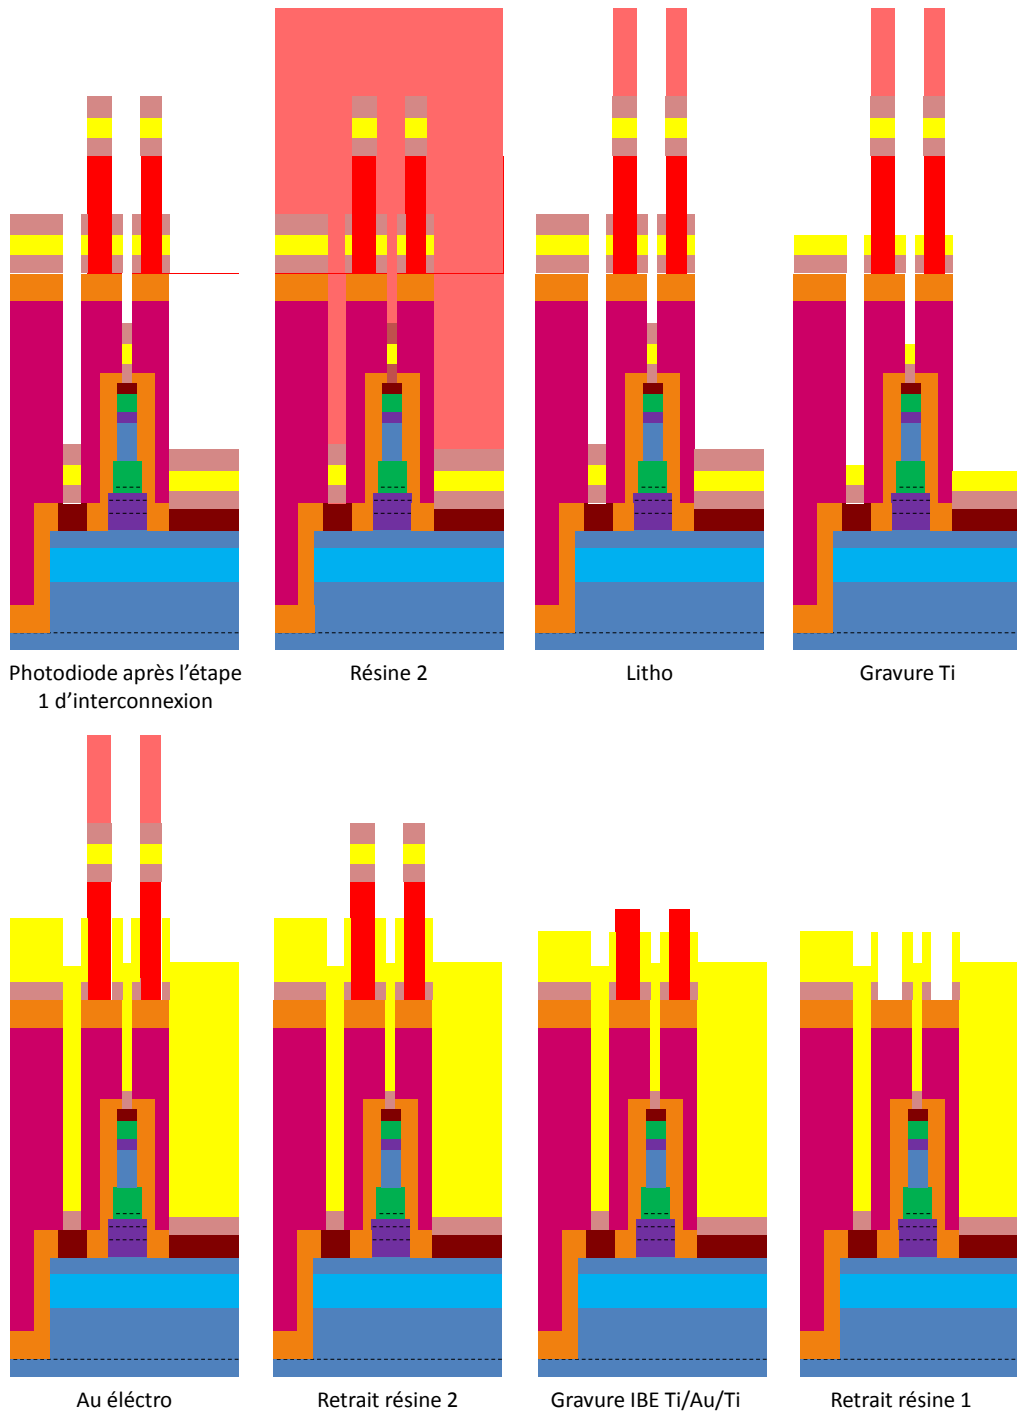 Photodiode après l'étape
1 d'interconnexion
Résine 2
Litho
Gravure Ti
Au éléctro
Retrait résine 2
Gravure IBE Ti/Au/Ti
Retrait résine 1